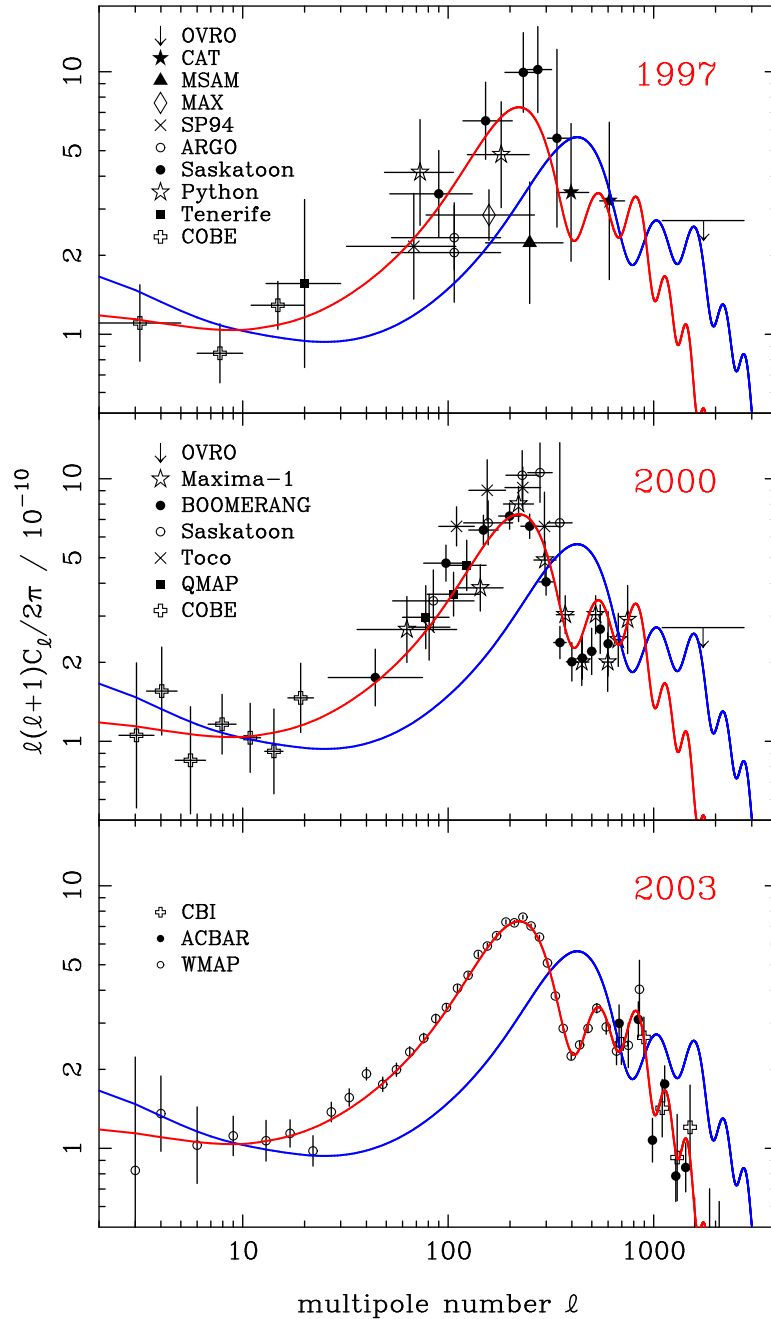 OVRO
CAT
MSAM
MAX
SP94
ARGO
Saskatoon
Python
Tenerife
COBE
1997
10
5
2
1
OVRO
Maxima-1
BOOMERANG
Saskatoon
Toco
QMAP
COBE
2000
10
5
2
1
ℓ(ℓ+1)Cℓ/2π / 10⁻¹⁰
CBI
ACBAR
WMAP
2003
10
5
2
1
10 100 1000
multipole number ℓ